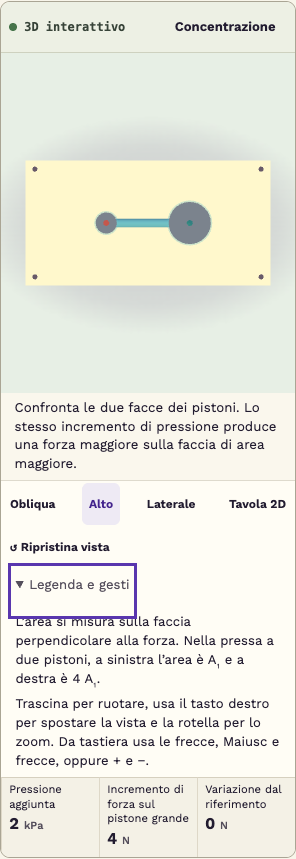 3D interattivo
Concentrazione
Confronta le due facce dei pistoni. Lo
stesso incremento di pressione produce
una forza maggiore sulla faccia di area
maggiore.
Obliqua
Alto
Laterale
Tavola 2D
↺ Ripristina vista
▼ Legenda e gesti
L'area si misura sulla faccia
perpendicolare alla forza. Nella pressa a
due pistoni, a sinistra l'area è A₁ e a
destra è 4 A₁.
Trascina per ruotare, usa il tasto destro
per spostare la vista e la rotella per lo
zoom. Da tastiera usa le frecce, Maiusc e
frecce, oppure + e −.
Pressione
aggiunta
2 kPa
Incremento di
forza sul
pistone grande
4 N
Variazione dal
riferimento
0 N